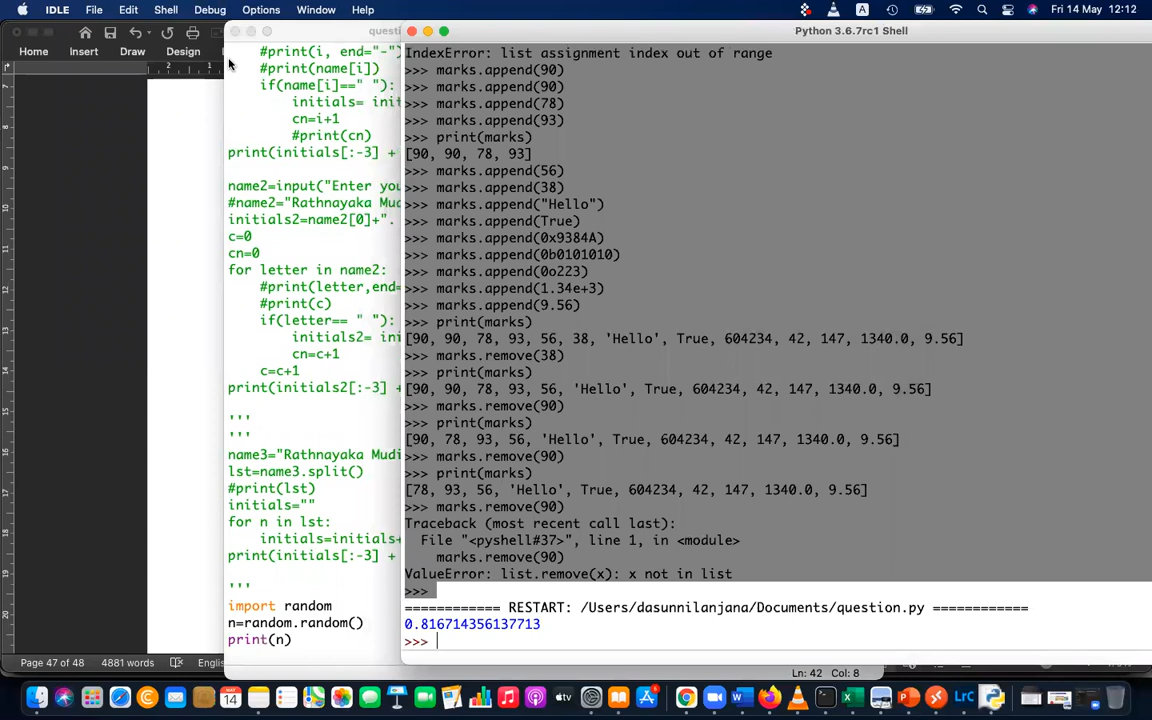 IDLE File Edit Shell Debug Options Window Help
A
Fri 14 May 12:12
Home Insert Draw Design
2 1
Page 47 of 48 4881 words Englis
questi
#print(i, end="-")
#print(name[i])
if(name[i]==" "):
initials= init
cn=i+1
#print(cn)
print(initials[:-3] +
name2=input("Enter you
#name2="Rathnayaka Mud
initials2=name2[0]+".
c=0
cn=0
for letter in name2:
#print(letter,end=
#print(c)
if(letter== " "):
initials2= ini
cn=c+1
c=c+1
print(initials2[:-3] +
'''
'''
name3="Rathnayaka Mudi
lst=name3.split()
#print(lst)
initials=""
for n in lst:
initials=initials+
print(initials[:-3] +
'''
import random
n=random.random()
print(n)
Python 3.6.7rc1 Shell
IndexError: list assignment index out of range
>>> marks.append(90)
>>> marks.append(90)
>>> marks.append(78)
>>> marks.append(93)
>>> print(marks)
[90, 90, 78, 93]
>>> marks.append(56)
>>> marks.append(38)
>>> marks.append("Hello")
>>> marks.append(True)
>>> marks.append(0x9384A)
>>> marks.append(0b0101010)
>>> marks.append(0o223)
>>> marks.append(1.34e+3)
>>> marks.append(9.56)
>>> print(marks)
[90, 90, 78, 93, 56, 38, 'Hello', True, 604234, 42, 147, 1340.0, 9.56]
>>> marks.remove(38)
>>> print(marks)
[90, 90, 78, 93, 56, 'Hello', True, 604234, 42, 147, 1340.0, 9.56]
>>> marks.remove(90)
>>> print(marks)
[90, 78, 93, 56, 'Hello', True, 604234, 42, 147, 1340.0, 9.56]
>>> marks.remove(90)
>>> print(marks)
[78, 93, 56, 'Hello', True, 604234, 42, 147, 1340.0, 9.56]
>>> marks.remove(90)
Traceback (most recent call last):
File "<pyshell#37>", line 1, in <module>
marks.remove(90)
ValueError: list.remove(x): x not in list
>>>
============ RESTART: /Users/dasunnilanjana/Documents/question.py ============
0.816714356137713
>>>
Ln: 42 Col: 8
14
tv
LrC